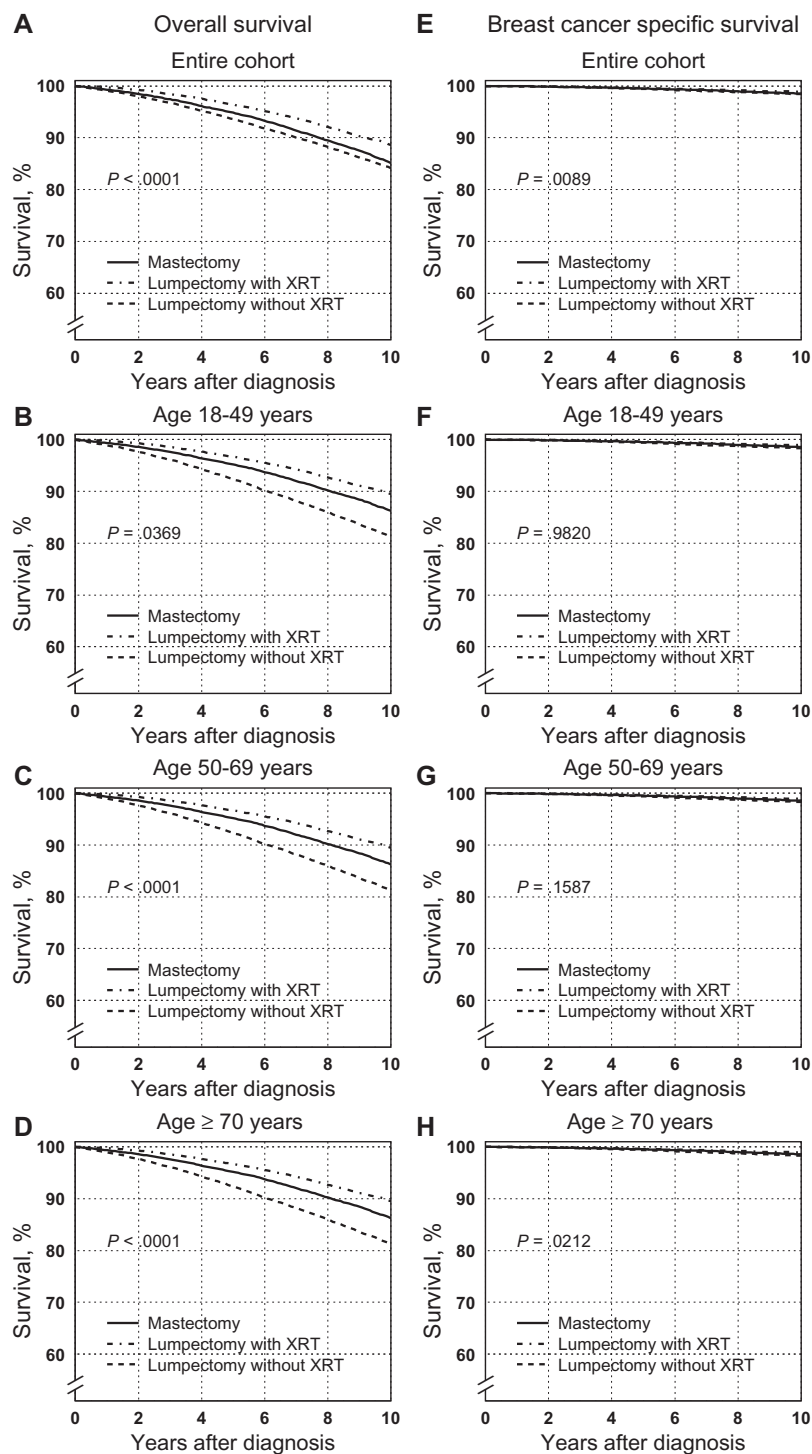 A Overall survival
Entire cohort
100
90
80
70
60
Survival, %
P < .0001
Mastectomy
Lumpectomy with XRT
Lumpectomy without XRT
0 2 4 6 8 10
Years after diagnosis
B Age 18-49 years
100
90
80
70
60
Survival, %
P = .0369
Mastectomy
Lumpectomy with XRT
Lumpectomy without XRT
0 2 4 6 8 10
Years after diagnosis
C Age 50-69 years
100
90
80
70
60
Survival, %
P < .0001
Mastectomy
Lumpectomy with XRT
Lumpectomy without XRT
0 2 4 6 8 10
Years after diagnosis
D Age ≥ 70 years
100
90
80
70
60
Survival, %
P < .0001
Mastectomy
Lumpectomy with XRT
Lumpectomy without XRT
0 2 4 6 8 10
Years after diagnosis
E Breast cancer specific survival
Entire cohort
100
90
80
70
60
Survival, %
P = .0089
Mastectomy
Lumpectomy with XRT
Lumpectomy without XRT
0 2 4 6 8 10
Years after diagnosis
F Age 18-49 years
100
90
80
70
60
Survival, %
P = .9820
Mastectomy
Lumpectomy with XRT
Lumpectomy without XRT
0 2 4 6 8 10
Years after diagnosis
G Age 50-69 years
100
90
80
70
60
Survival, %
P = .1587
Mastectomy
Lumpectomy with XRT
Lumpectomy without XRT
0 2 4 6 8 10
Years after diagnosis
H Age ≥ 70 years
100
90
80
70
60
Survival, %
P = .0212
Mastectomy
Lumpectomy with XRT
Lumpectomy without XRT
0 2 4 6 8 10
Years after diagnosis